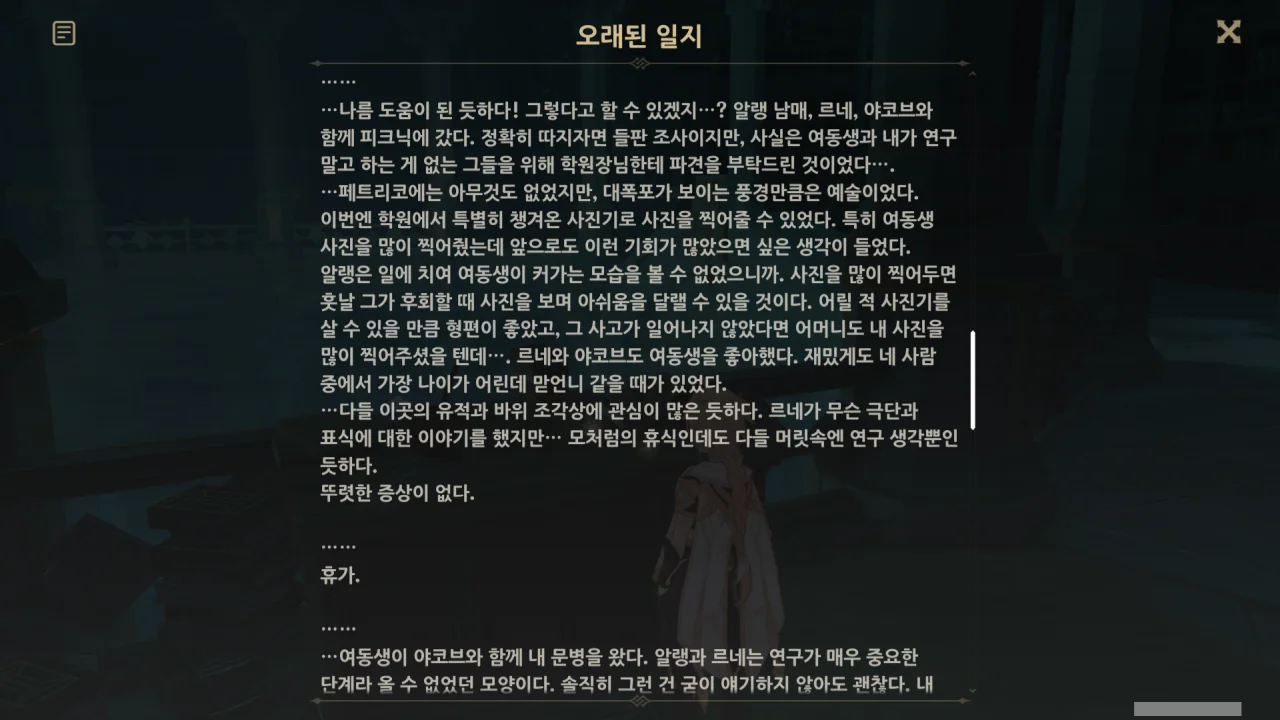 오래된 일지
……
…나름 도움이 된 듯하다! 그렇다고 할 수 있겠지…? 알랭 남매, 르네, 야코브와
함께 피크닉에 갔다. 정확히 따지자면 들판 조사이지만, 사실은 여동생과 내가 연구
말고 하는 게 없는 그들을 위해 학원장님한테 파견을 부탁드린 것이었다….
…페트리코에는 아무것도 없었지만, 대폭포가 보이는 풍경만큼은 예술이었다.
이번엔 학원에서 특별히 챙겨온 사진기로 사진을 찍어줄 수 있었다. 특히 여동생
사진을 많이 찍어줬는데 앞으로도 이런 기회가 많았으면 싶은 생각이 들었다.
알랭은 일에 치여 여동생이 커가는 모습을 볼 수 없었으니까. 사진을 많이 찍어두면
훗날 그가 후회할 때 사진을 보며 아쉬움을 달랠 수 있을 것이다. 어릴 적 사진기를
살 수 있을 만큼 형편이 좋았고, 그 사고가 일어나지 않았다면 어머니도 내 사진을
많이 찍어주셨을 텐데…. 르네와 야코브도 여동생을 좋아했다. 재밌게도 네 사람
중에서 가장 나이가 어린데 맏언니 같을 때가 있었다.
…다들 이곳의 유적과 바위 조각상에 관심이 많은 듯하다. 르네가 무슨 극단과
표식에 대한 이야기를 했지만… 모처럼의 휴식인데도 다들 머릿속엔 연구 생각뿐인
듯하다.
뚜렷한 증상이 없다.
……
휴가.
……
…여동생이 야코브와 함께 내 문병을 왔다. 알랭과 르네는 연구가 매우 중요한
단계라 올 수 없었던 모양이다. 솔직히 그런 건 굳이 얘기하지 않아도 괜찮다. 내